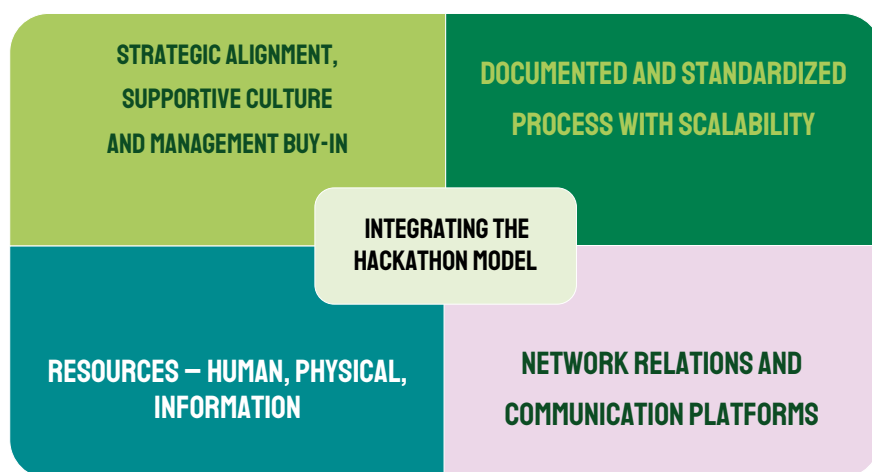 STRATEGIC ALIGNMENT,
SUPPORTIVE CULTURE
AND MANAGEMENT BUY-IN
DOCUMENTED AND STANDARDIZED
PROCESS WITH SCALABILITY
INTEGRATING THE
HACKATHON MODEL
RESOURCES – HUMAN, PHYSICAL,
INFORMATION
NETWORK RELATIONS AND
COMMUNICATION PLATFORMS